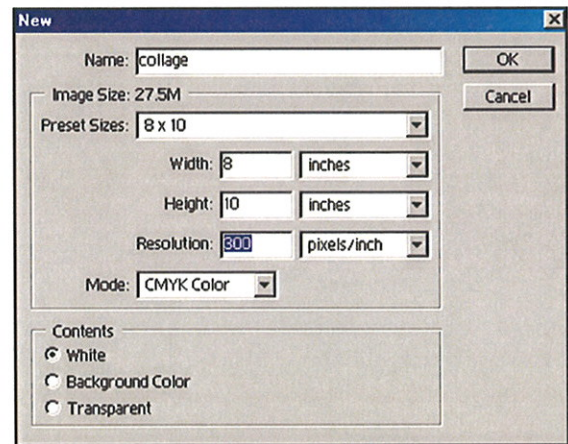 New
Name: collage
OK
Image Size: 27.5M
Cancel
Preset Sizes: 8 x 10
Width: 8 inches
Height: 10 inches
Resolution: 300 pixels/inch
Mode: CMYK Color
Contents
White
Background Color
Transparent